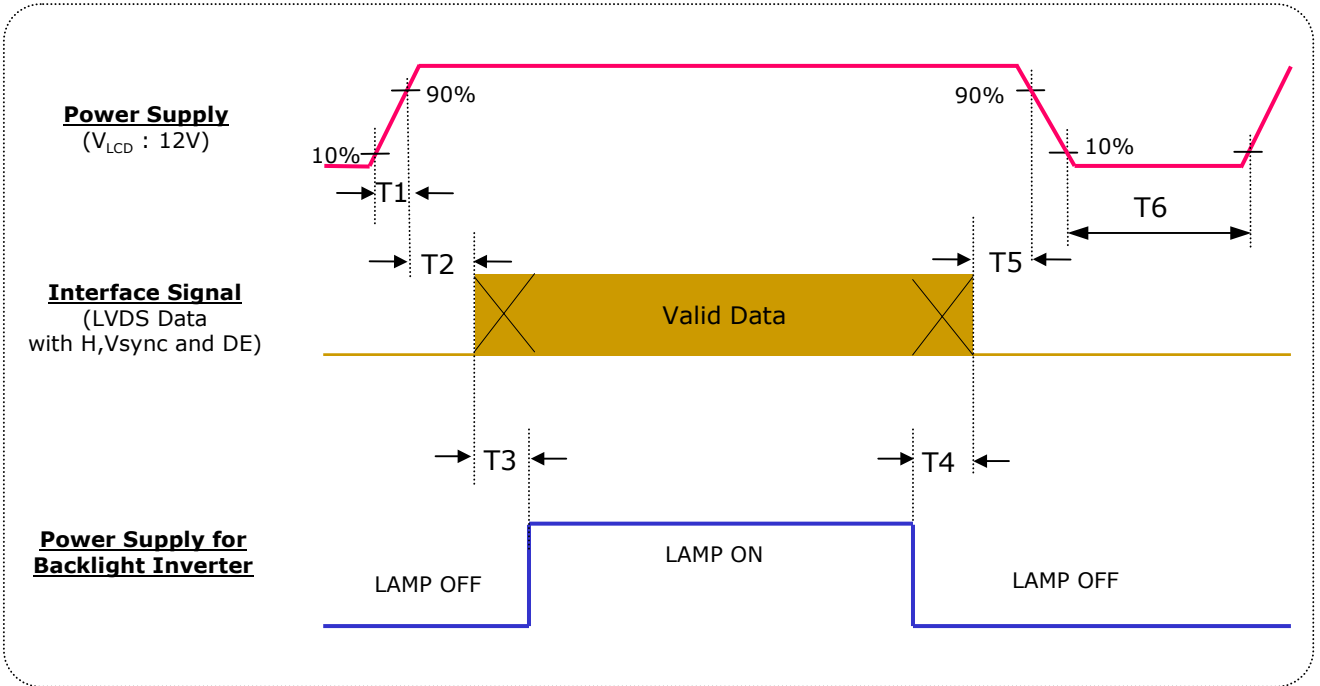 Power Supply
(VLCD : 12V)
10%
90%
90%
10%
T1
T6
T2
T5
Interface Signal
(LVDS Data
with H,Vsync and DE)
Valid Data
T3
T4
Power Supply for
Backlight Inverter
LAMP OFF
LAMP ON
LAMP OFF